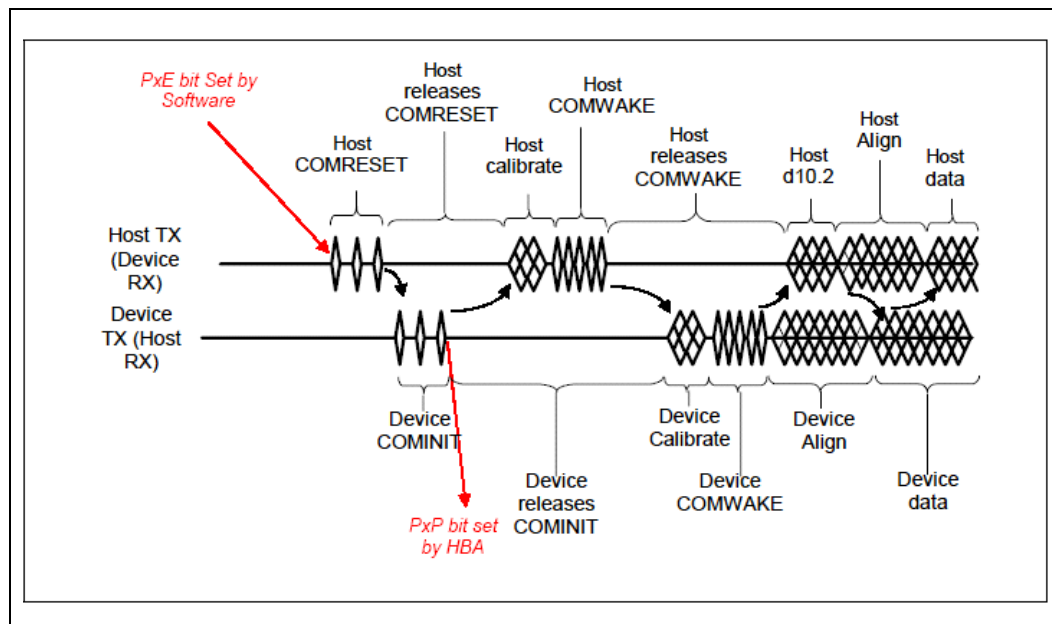 PxE bit Set by
Software
Host
COMRESET
Host
releases
COMRESET
Host
calibrate
Host
COMWAKE
Host
releases
COMWAKE
Host
d10.2
Host
Align
Host
data
Host TX
(Device
RX)
Device
TX (Host
RX)
Device
COMINIT
PxP bit set
by HBA
Device
releases
COMINIT
Device
Calibrate
Device
COMWAKE
Device
Align
Device
data